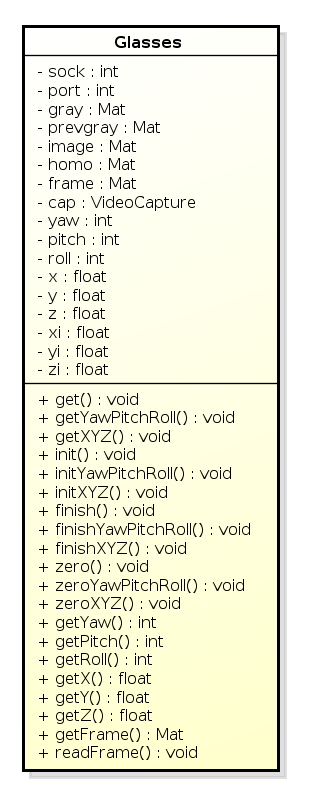 Glasses
- sock : int
- port : int
- gray : Mat
- prevgray : Mat
- image : Mat
- homo : Mat
- frame : Mat
- cap : VideoCapture
- yaw : int
- pitch : int
- roll : int
- x : float
- y : float
- z : float
- xi : float
- yi : float
- zi : float
+ get() : void
+ getYawPitchRoll() : void
+ getXYZ() : void
+ init() : void
+ initYawPitchRoll() : void
+ initXYZ() : void
+ finish() : void
+ finishYawPitchRoll() : void
+ finishXYZ() : void
+ zero() : void
+ zeroYawPitchRoll() : void
+ zeroXYZ() : void
+ getYaw() : int
+ getPitch() : int
+ getRoll() : int
+ getX() : float
+ getY() : float
+ getZ() : float
+ getFrame() : Mat
+ readFrame() : void